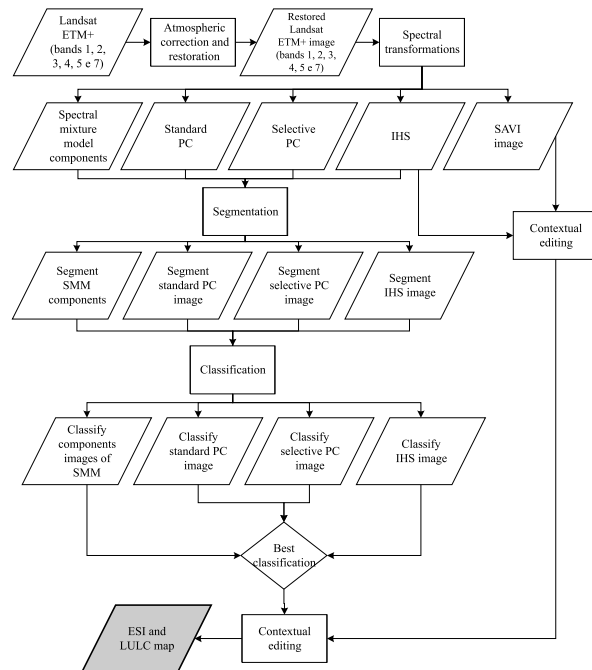 Landsat
ETM+
(bands 1, 2,
3, 4, 5 e 7)
Atmospheric
correction and
restoration
Restored
Landsat
ETM+ image
(bands 1, 2, 3,
4, 5 e 7)
Spectral
transformations
Spectral
mixture
model
components
Standard
PC
Selective
PC
IHS
SAVI
image
Segmentation
Contextual
editing
Segment
SMM
components
Segment
standard PC
image
Segment
selective PC
image
Segment
IHS image
Classification
Classify
components
images of
SMM
Classify
standard PC
image
Classify
selective PC
image
Classify
IHS image
Best
classification
ESI and
LULC map
Contextual
editing